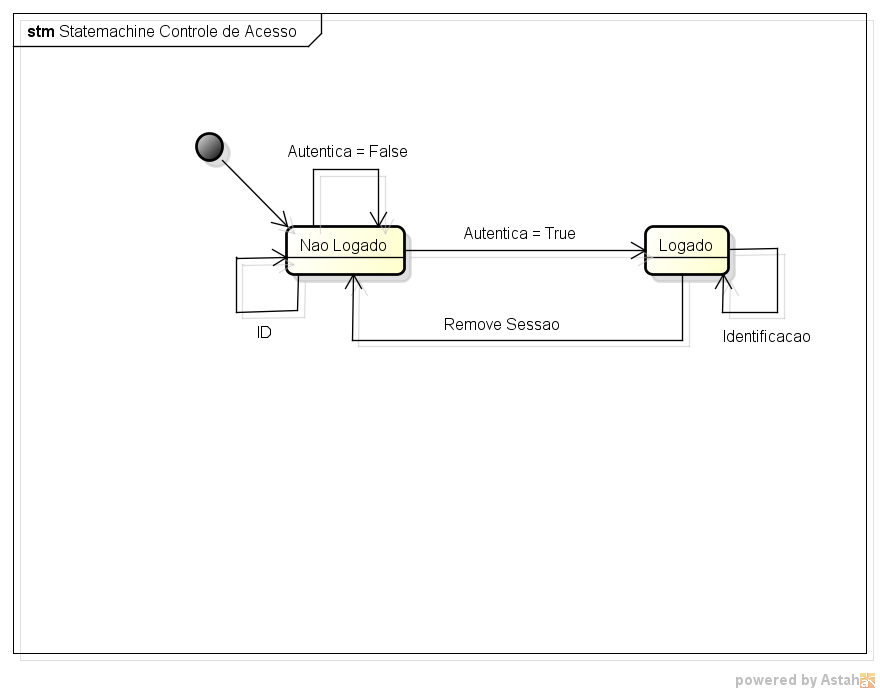 stm Statemachine Controle de Acesso
Autentica = False
Autentica = True
Nao Logado
Logado
Remove Sessao
ID
Identificacao
powered by Astah